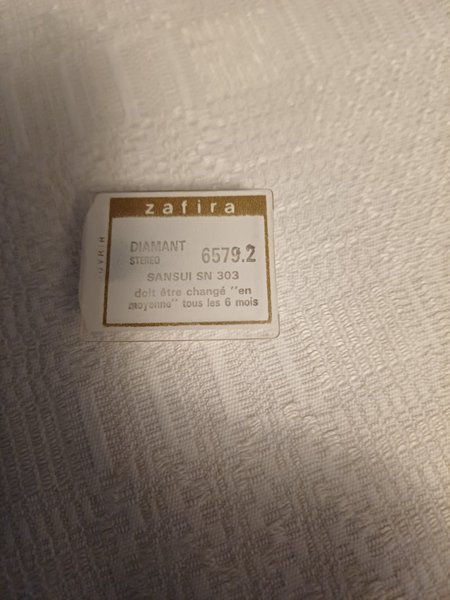 zafira
DIAMANT
STEREO
6579.2
SANSUI SN 303
doit être changé "en
moyenne" tous les 6 mois